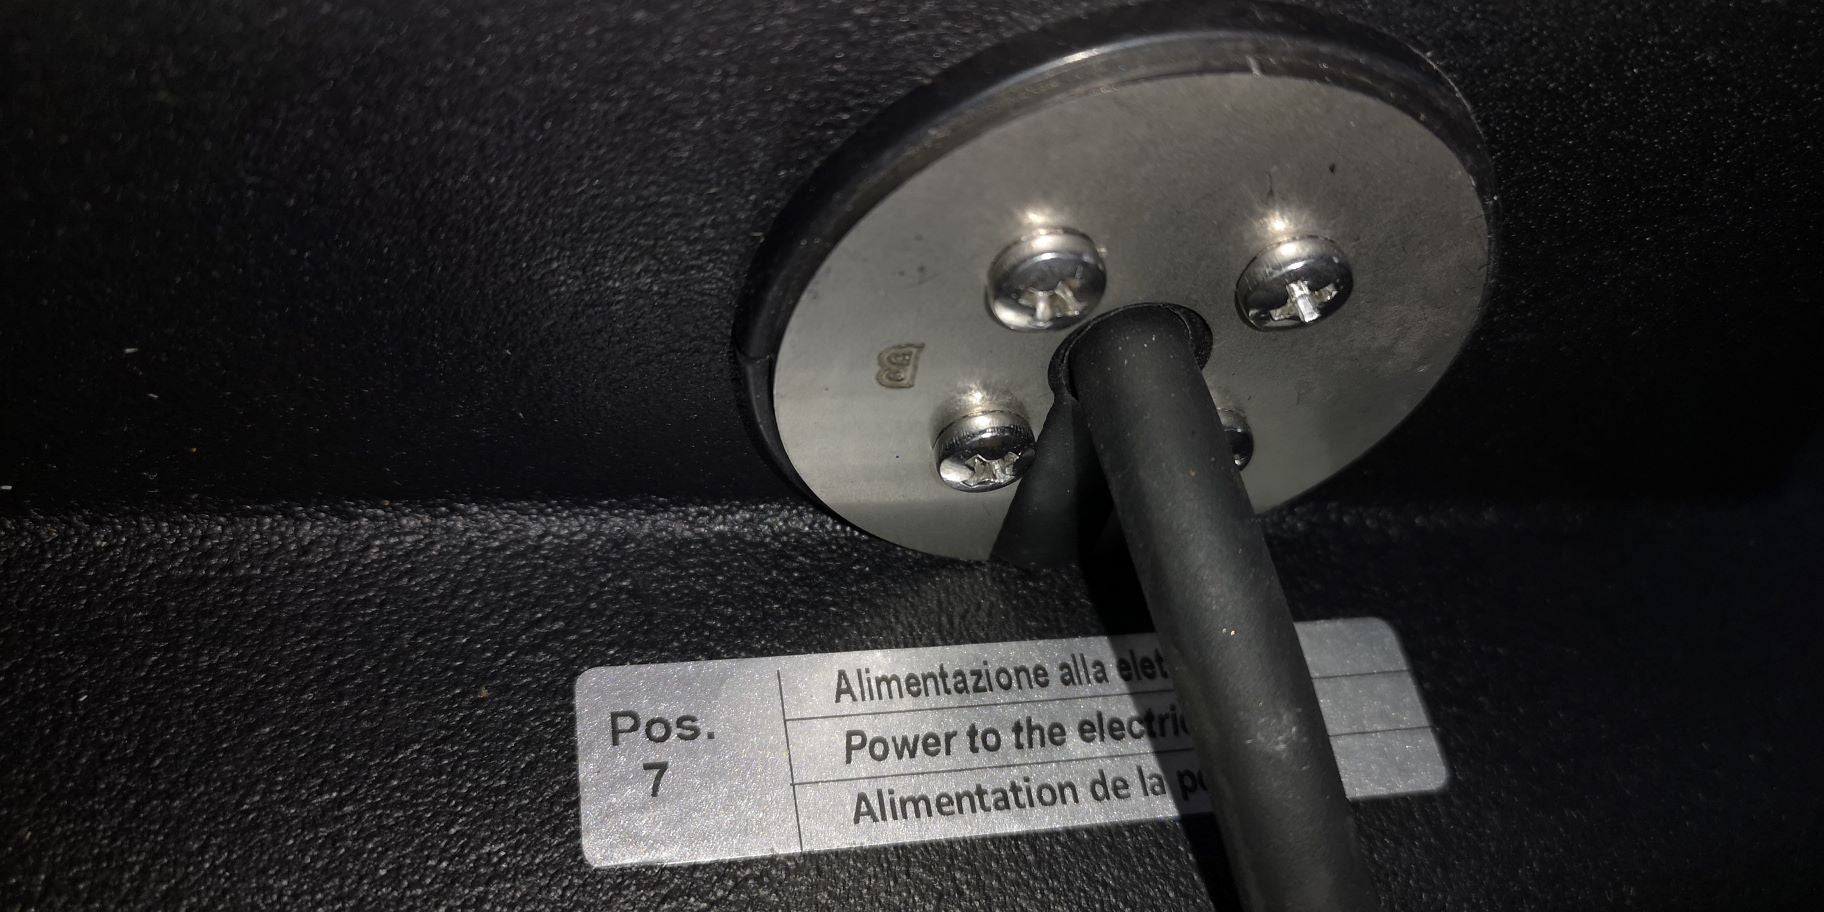 B
Pos.
7
Alimentazione alla
Power to the
Alimentation de la